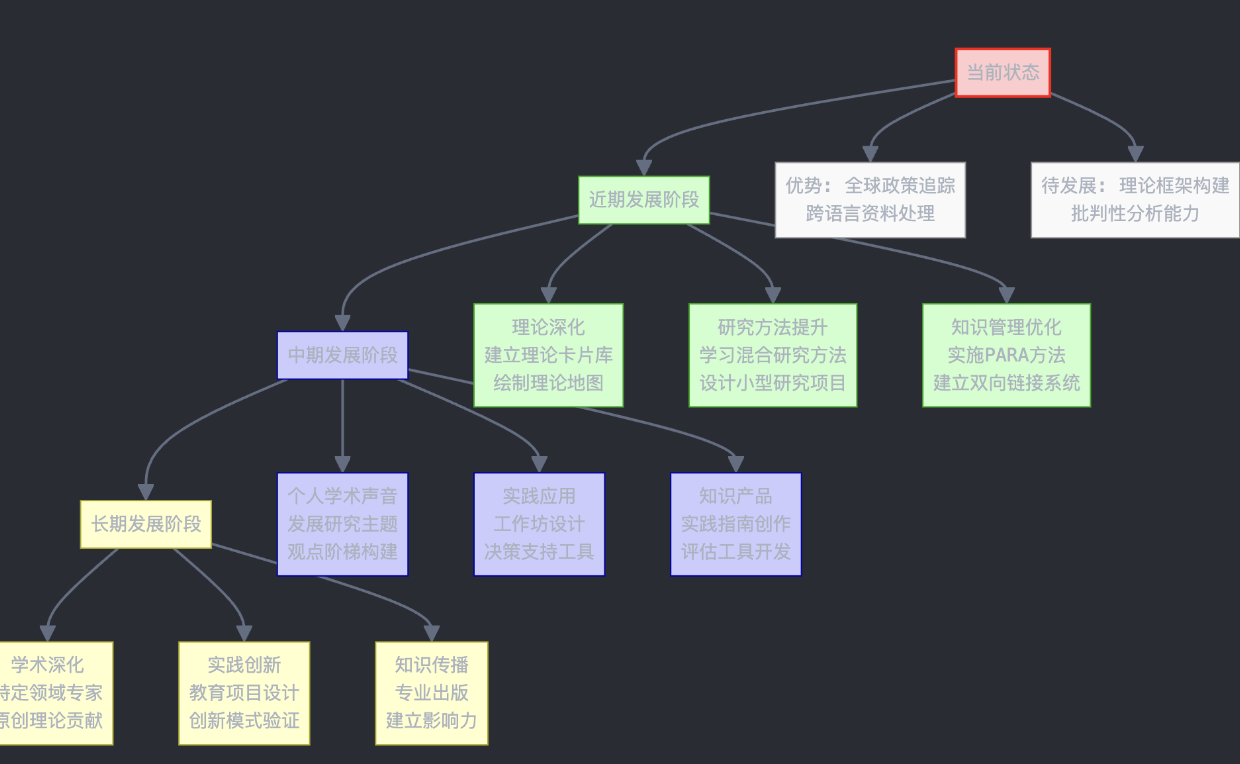 当前状态
优势: 全球政策追踪
跨语言资料处理
待发展: 理论框架构建
批判性分析能力
近期发展阶段
理论深化
建立理论卡片库
绘制理论地图
研究方法提升
学习混合研究方法
设计小型研究项目
知识管理优化
实施PARA方法
建立双向链接系统
中期发展阶段
个人学术声音
发展研究主题
观点阶梯构建
实践应用
工作坊设计
决策支持工具
知识产品
实践指南创作
评估工具开发
长期发展阶段
学术深化
特定领域专家
原创理论贡献
实践创新
教育项目设计
创新模式验证
知识传播
专业出版
建立影响力